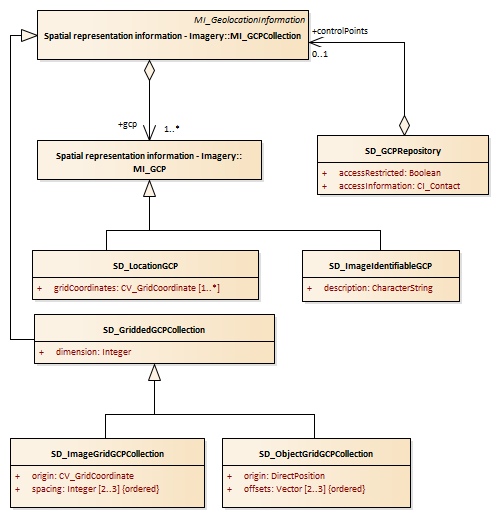 MI_GeolocationInformation
Spatial representation information - Imagery::MI_GCPCollection
+controlPoints
0..1
+gcp
1..*
Spatial representation information - Imagery::
MI_GCP
SD_GCPRepository
+ accessRestricted: Boolean
+ accessInformation: CI_Contact
SD_LocationGCP
+ gridCoordinates: CV_GridCoordinate [1..*]
SD_ImageIdentifiableGCP
+ description: CharacterString
SD_GriddedGCPCollection
+ dimension: Integer
SD_ImageGridGCPCollection
+ origin: CV_GridCoordinate
+ spacing: Integer [2..3] {ordered}
SD_ObjectGridGCPCollection
+ origin: DirectPosition
+ offsets: Vector [2..3] {ordered}